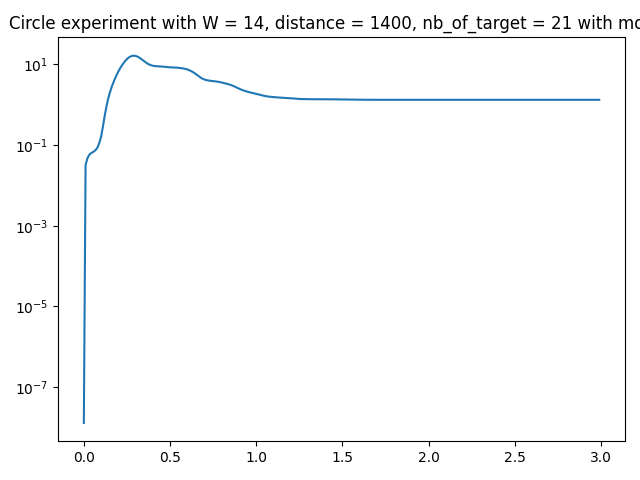 Circle experiment with W = 14, distance = 1400, nb_of_target = 21 with mo
10¹
10⁻¹
10⁻³
10⁻⁵
10⁻⁷
0.0 0.5 1.0 1.5 2.0 2.5 3.0